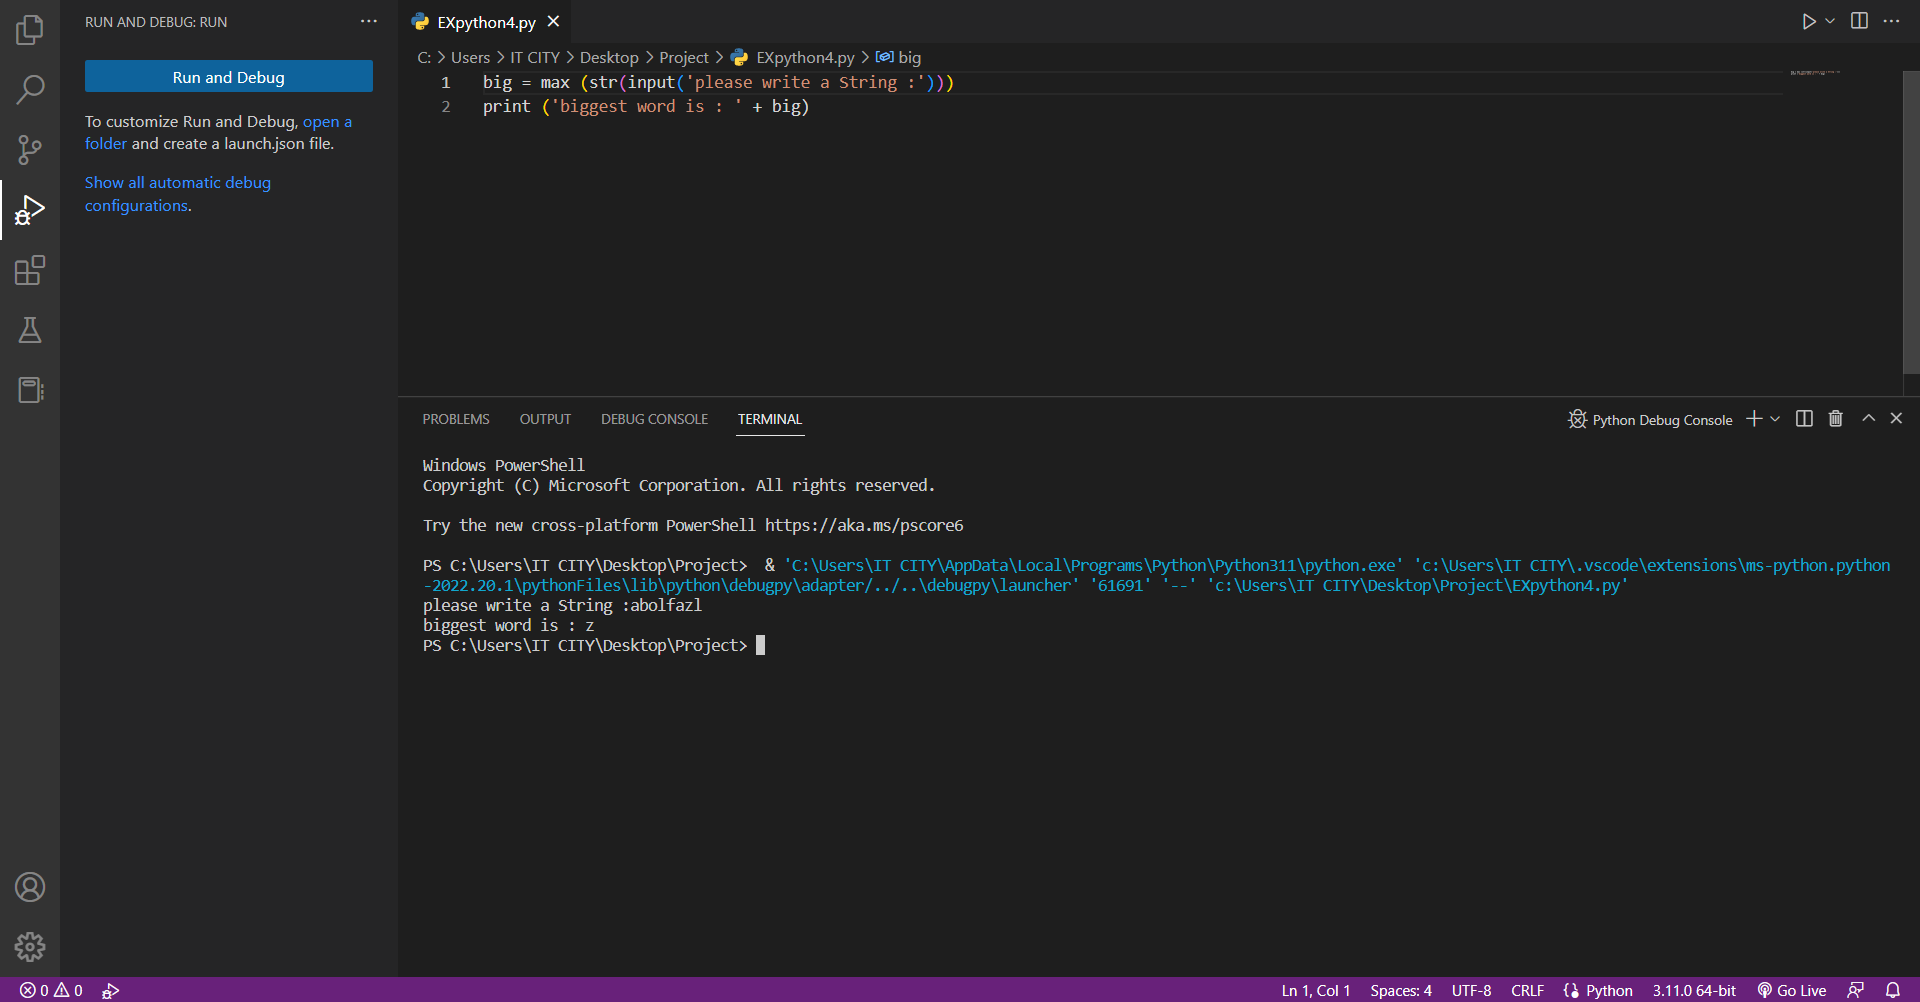 RUN AND DEBUG: RUN
Run and Debug
To customize Run and Debug, open a
folder and create a launch.json file.
Show all automatic debug
configurations.
EXpython4.py
C: > Users > IT CITY > Desktop > Project > EXpython4.py > big
1 big = max (str(input('please write a String :')))
2 print ('biggest word is : ' + big)
PROBLEMS OUTPUT DEBUG CONSOLE TERMINAL
Python Debug Console
Windows PowerShell
Copyright (C) Microsoft Corporation. All rights reserved.
Try the new cross-platform PowerShell https://aka.ms/pscore6
PS C:\Users\IT CITY\Desktop\Project>  & 'C:\Users\IT CITY\AppData\Local\Programs\Python\Python311\python.exe' 'c:\Users\IT CITY\.vscode\extensions\ms-python.python
-2022.20.1\pythonFiles\lib\python\debugpy\adapter/../..\debugpy\launcher' '61691' '--' 'c:\Users\IT CITY\Desktop\Project\EXpython4.py'
please write a String :abolfazl
biggest word is : z
PS C:\Users\IT CITY\Desktop\Project>
0 0
Ln 1, Col 1 Spaces: 4 UTF-8 CRLF Python 3.11.0 64-bit Go Live